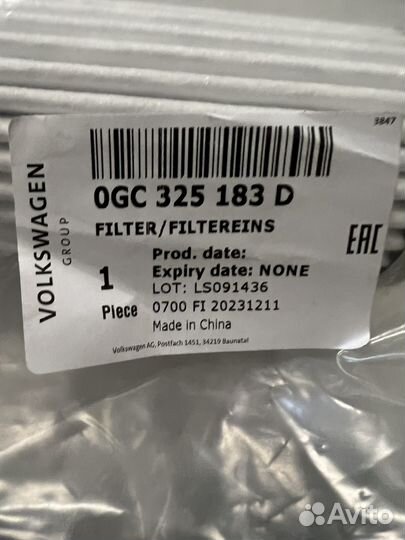 3847
VOLKSWAGEN
GROUP
0GC 325 183 D
FILTER/FILTEREINS
EAC
Prod. date:
1
Piece
Expiry date: NONE
LOT: LS091436
0700 FI 20231211
Made in China
Volkswagen AG, Postfach 1451, 34219 Baunatal
Avito